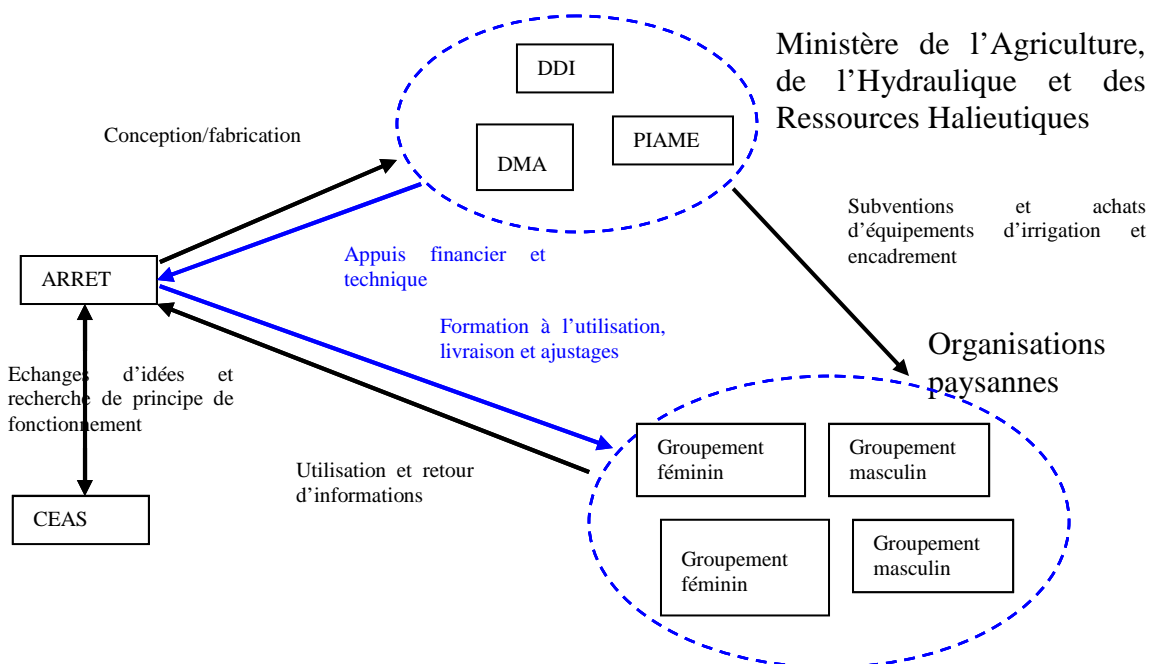 DDI
DMA
PIAME
Ministère de l’Agriculture,
de l’Hydraulique et des
Ressources Halieutiques
Conception/fabrication
Subventions et achats
d’équipements d’irrigation et
encadrement
Appuis financier et
technique
ARRET
Formation à l’utilisation,
livraison et ajustages
Organisations
paysannes
Echanges d’idées et
recherche de principe de
fonctionnement
Utilisation et retour
d’informations
CEAS
Groupement
féminin
Groupement
masculin
Groupement
féminin
Groupement
masculin